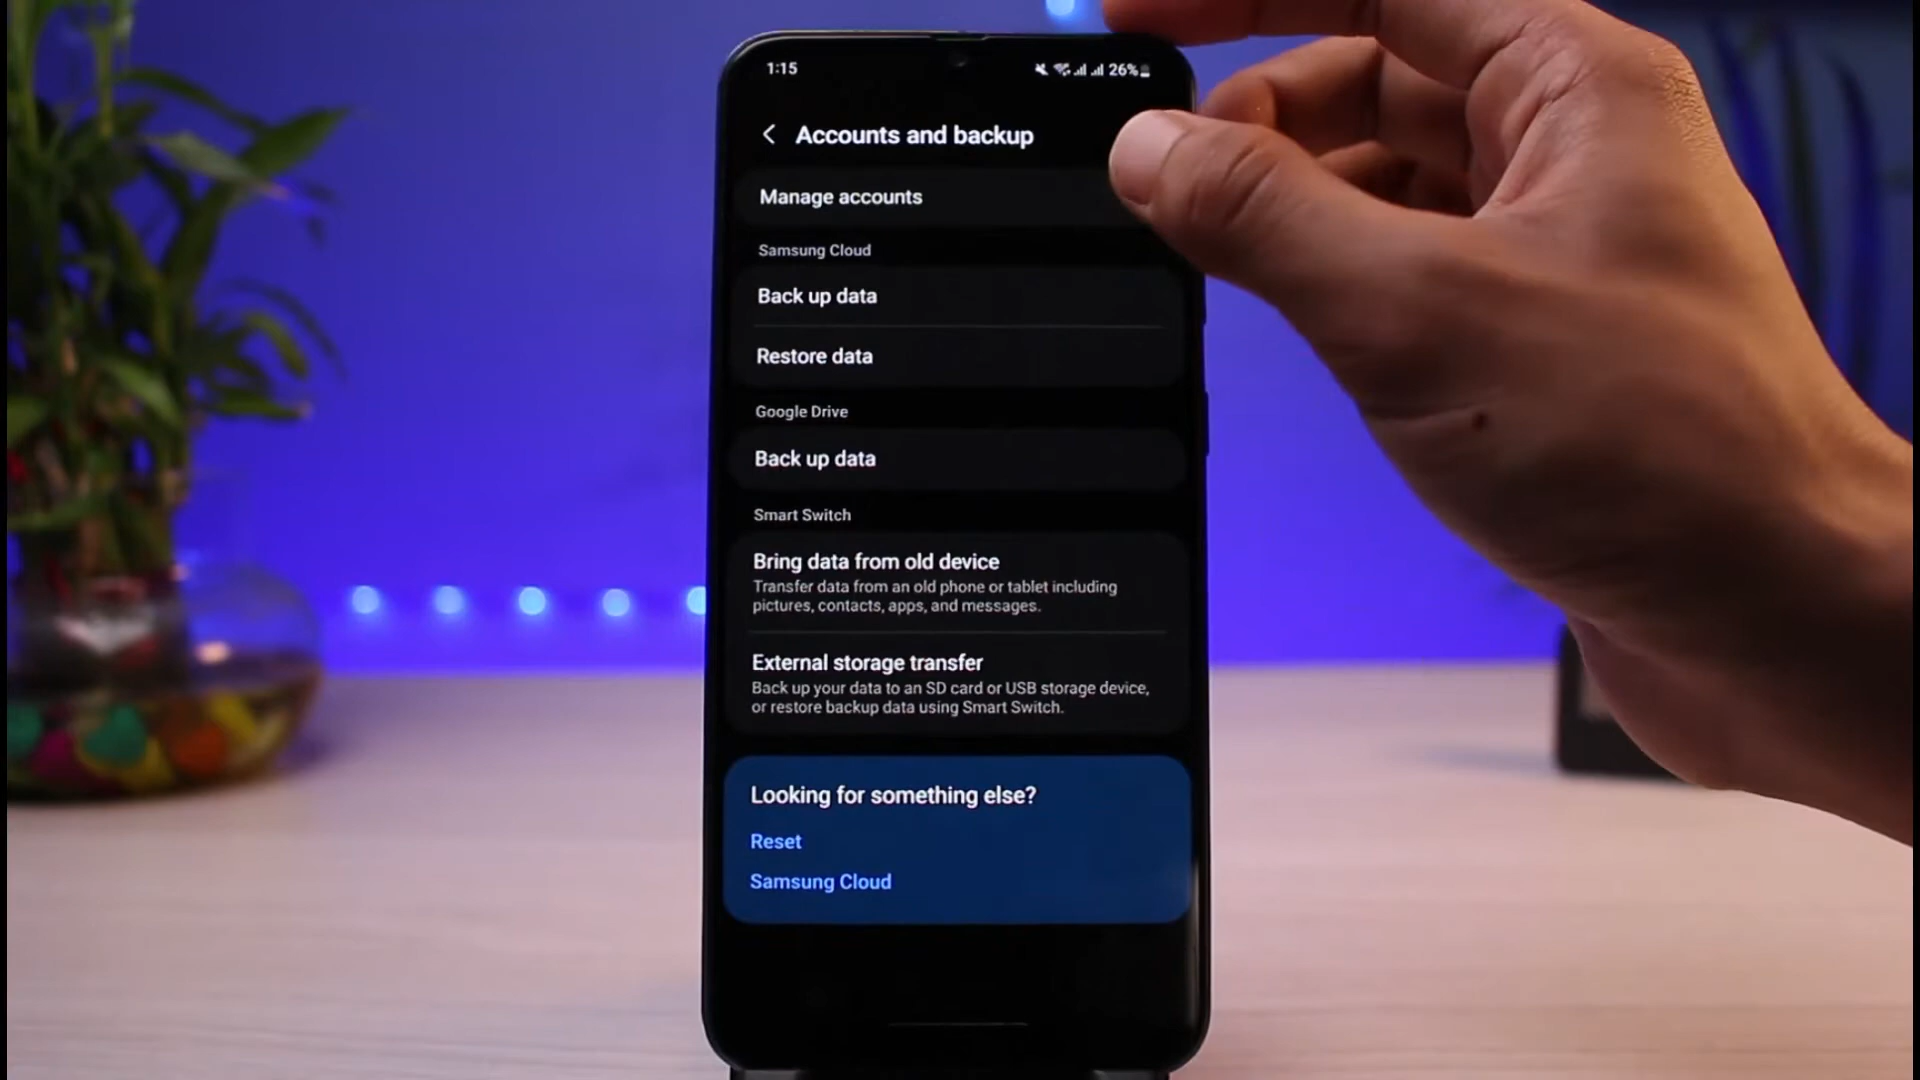 1:15
26%
Accounts and backup
Manage accounts
Samsung Cloud
Back up data
Restore data
Google Drive
Back up data
Smart Switch
Bring data from old device
Transfer data from an old phone or tablet including
pictures, contacts, apps, and messages.
External storage transfer
Back up your data to an SD card or USB storage device,
or restore backup data using Smart Switch.
Looking for something else?
Reset
Samsung Cloud